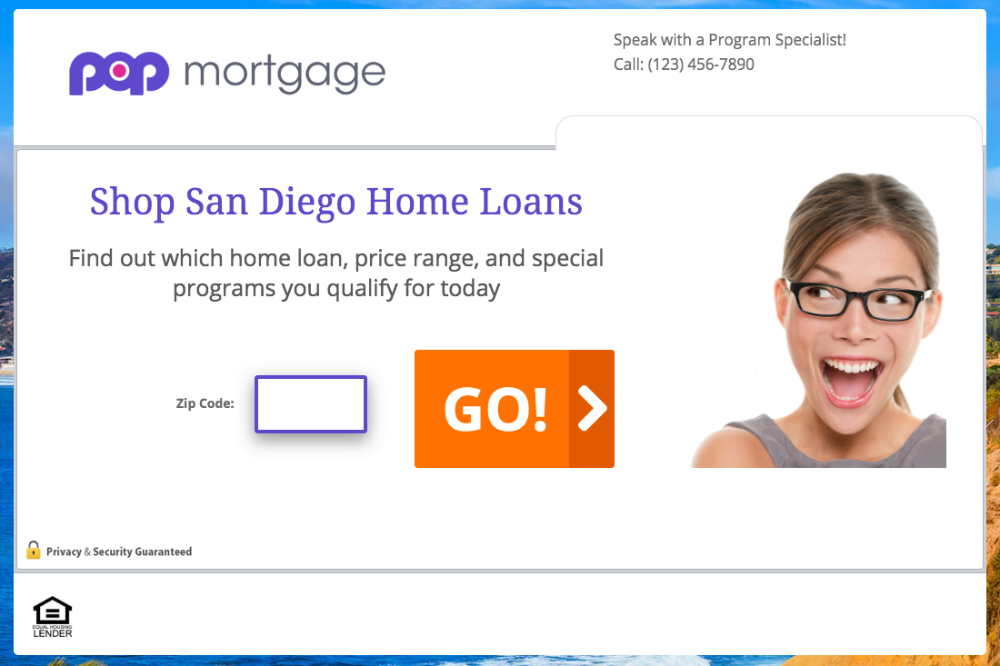 pop mortgage
Speak with a Program Specialist!
Call: (123) 456-7890
Shop San Diego Home Loans
Find out which home loan, price range, and special
programs you qualify for today
Zip Code:
GO!
Privacy & Security Guaranteed
EQUAL HOUSING
LENDER